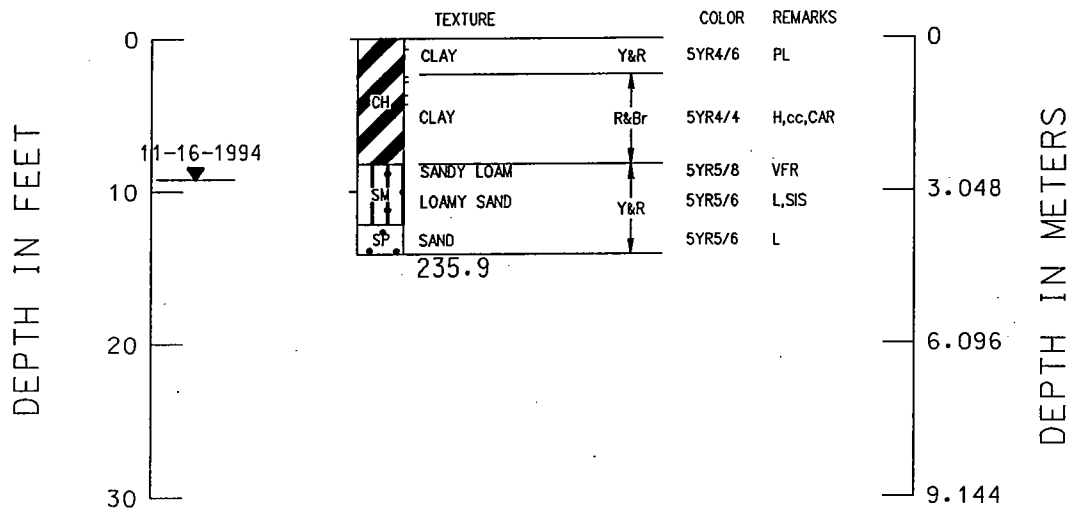 TEXTURE COLOR REMARKS
0 CLAY Y&R 5YR4/6 PL 0
CH CLAY R&Br 5YR4/4 H,cc,CAR
11-16-1994
SANDY LOAM 5YR5/8 VFR
10 SM LOAMY SAND Y&R 5YR5/6 L,SIS 3.048
SP SAND 5YR5/6 L
235.9
20 6.096
30 9.144
DEPTH IN FEET
DEPTH IN METERS